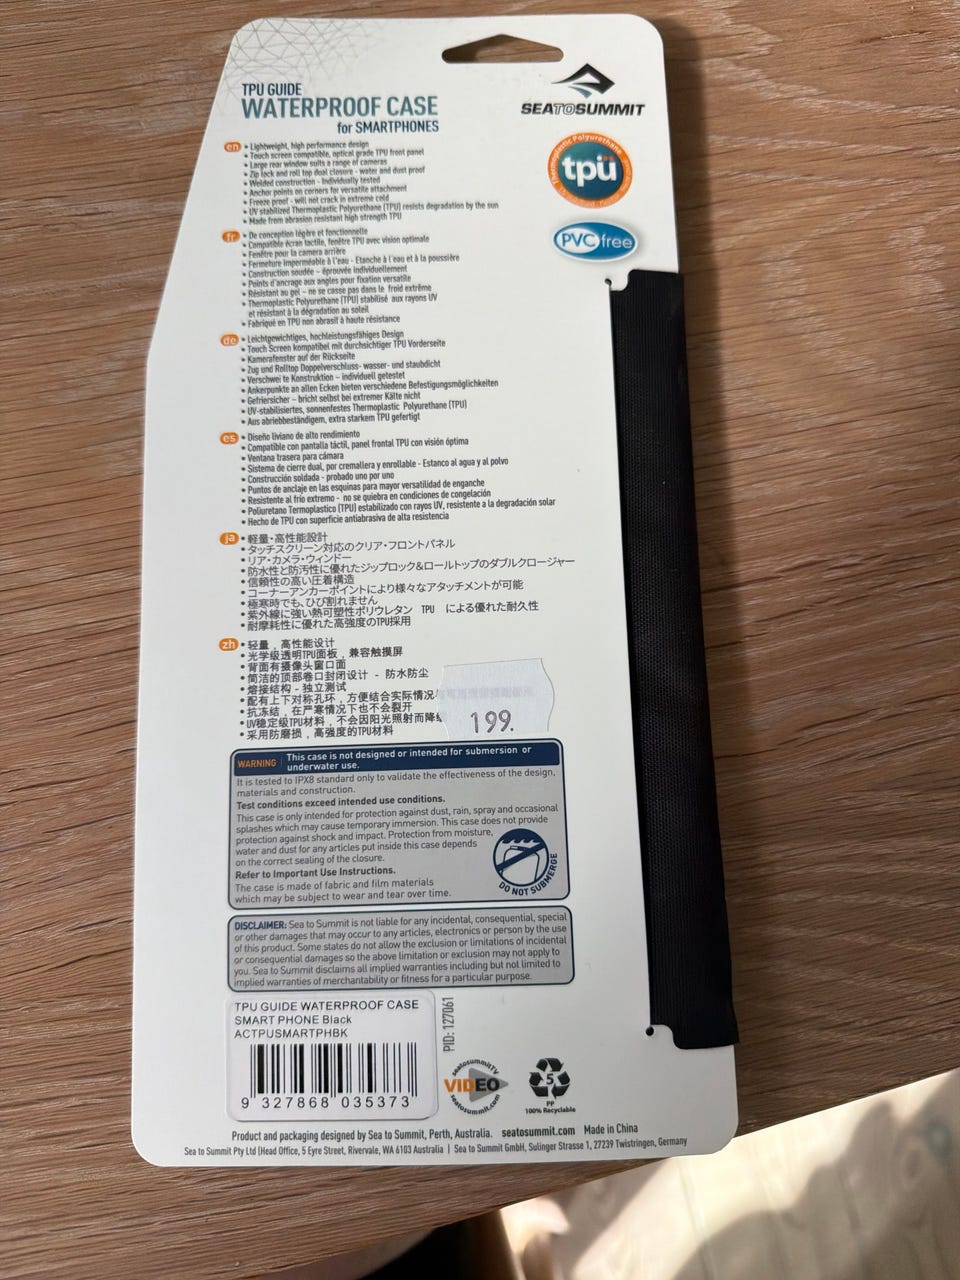 TPU GUIDE
WATERPROOF CASE
for SMARTPHONES
SEATOSUMMIT
Thermoplastic Polyurethane
tpu
PVC free
en
• Lightweight, high performance design
• Touch screen compatible, optical grade TPU front panel
• Large rear window suits a range of cameras
• Zip lock and roll top dual closure - water and dust proof
• Welded construction - Individually tested
• Anchor points on corners for versatile attachment
• Freeze proof - will not crack in extreme cold
• UV stabilized Thermoplastic Polyurethane (TPU) resists degradation by the sun
• Made from abrasion resistant high strength TPU
fr
• De conception légère et fonctionnelle
• Compatible écran tactile, fenêtre TPU avec vision optimale
• Fenêtre pour la camera arrière
• Fermeture imperméable à l'eau - Etanche à l'eau et à la poussière
• Construction soudée – éprouvée individuellement
• Points d'ancrage aux angles pour fixation versatile
• Résistant au gel – ne se casse pas dans le froid extrême
• Thermoplastic Polyurethane (TPU) stabilisé aux rayons UV
et résistant à la dégradation au soleil
• Fabriqué en TPU non abrasif à haute résistance
de
• Leichtgewichtiges, hochleistungsfähiges Design
• Touch Screen kompatibel mit durchsichtiger TPU Vorderseite
• Kamerafenster auf der Rückseite
• Zug und Rolltop Doppelverschluss- wasser- und staubdicht
• Verschwei te Konstruktion – individuell getestet
• Ankerpunkte an allen Ecken bieten verschiedene Befestigungsmöglichkeiten
• Gefriersicher – bricht selbst bei extremer Kälte nicht
• UV-stabilisiertes, sonnenfestes Thermoplastic Polyurethane (TPU)
• Aus abriebbeständigem, extra starkem TPU gefertigt
es
• Diseño liviano de alto rendimiento
• Compatible con pantalla táctil, panel frontal TPU con visión óptima
• Ventana trasera para cámara
• Sistema de cierre dual, por cremallera y enrollable - Estanco al agua y al polvo
• Construcción soldada - probado uno por uno
• Puntos de anclaje en las esquinas para mayor versatilidad de enganche
• Resistente al frío extremo - no se quiebra en condiciones de congelación
• Poliuretano Termoplastico (TPU) estabilizado con rayos UV, resistente a la degradación solar
• Hecho de TPU con superficie antiabrasiva de alta resistencia
ja
• 軽量・高性能設計
• タッチスクリーン対応のクリア・フロントパネル
• リア・カメラ・ウィンドー
• 防水性と防汚性に優れたジップロック&ロールトップのダブルクロージャー
• 信頼性の高い圧着構造
• コーナーアンカーポイントにより様々なアタッチメントが可能
• 極寒時でも、ひび割れません
• 紫外線に強い熱可塑性ポリウレタン TPU による優れた耐久性
• 耐摩耗性に優れた高強度のTPU採用
zh
• 轻量，高性能设计
• 光学级透明TPU面板，兼容触摸屏
• 背面有摄像头窗口面
• 简洁的顶部卷口封闭设计 - 防水防尘
• 熔接结构 - 独立测试
• 配有上下对称孔环，方便结合实际情况
• 抗冻结，在严寒情况下也不会裂开
• UV稳定级TPU材料，不会因阳光照射而降
• 采用防磨损，高强度的TPU材料
199.
WARNING This case is not designed or intended for submersion or
underwater use.
It is tested to IPX8 standard only to validate the effectiveness of the design,
materials and construction.
Test conditions exceed intended use conditions.
This case is only intended for protection against dust, rain, spray and occasional
splashes which may cause temporary immersion. This case does not provide
protection against shock and impact. Protection from moisture,
water and dust for any articles put inside this case depends
on the correct sealing of the closure.
Refer to Important Use Instructions.
The case is made of fabric and film materials
which may be subject to wear and tear over time.
DO NOT SUBMERGE
DISCLAIMER: Sea to Summit is not liable for any incidental, consequential, special
or other damages that may occur to any articles, electronics or person by the use
of this product. Some states do not allow the exclusion or limitations of incidental
or consequential damages so the above limitation or exclusion may not apply to
you. Sea to Summit disclaims all implied warranties including but not limited to
implied warranties of merchantability or fitness for a particular purpose.
TPU GUIDE WATERPROOF CASE
SMART PHONE Black
ACTPUSMARTPHBK
9 327868 035373
PID: 127061
seatosummitTV
VIDEO
seatosummit.com
5
PP
100% Recyclable
Product and packaging designed by Sea to Summit, Perth, Australia. seatosummit.com Made in China
Sea to Summit Pty Ltd (Head Office, 5 Eyre Street, Rivervale, WA 6103 Australia | Sea to Summit GmbH, Sulinger Strasse 1, 27239 Twistringen, Germany